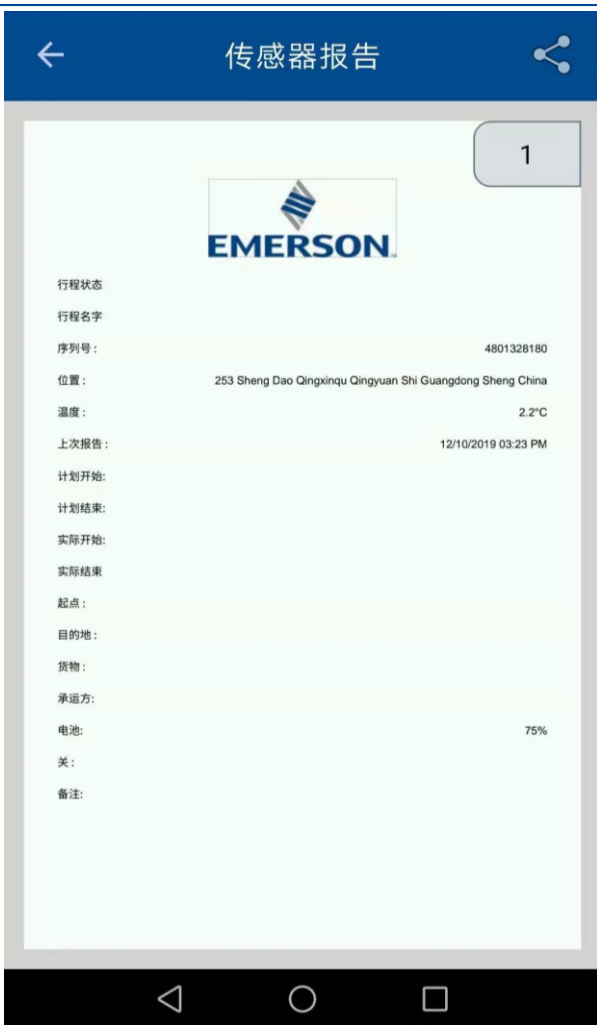 传感器报告
1
EMERSON
行程状态
行程名字
序列号 : 4801328180
位置 : 253 Sheng Dao Qingxinqu Qingyuan Shi Guangdong Sheng China
温度 : 2.2°C
上次报告 : 12/10/2019 03:23 PM
计划开始:
计划结束:
实际开始:
实际结束
起点 :
目的地 :
货物 :
承运方:
电池: 75%
关 :
备注: